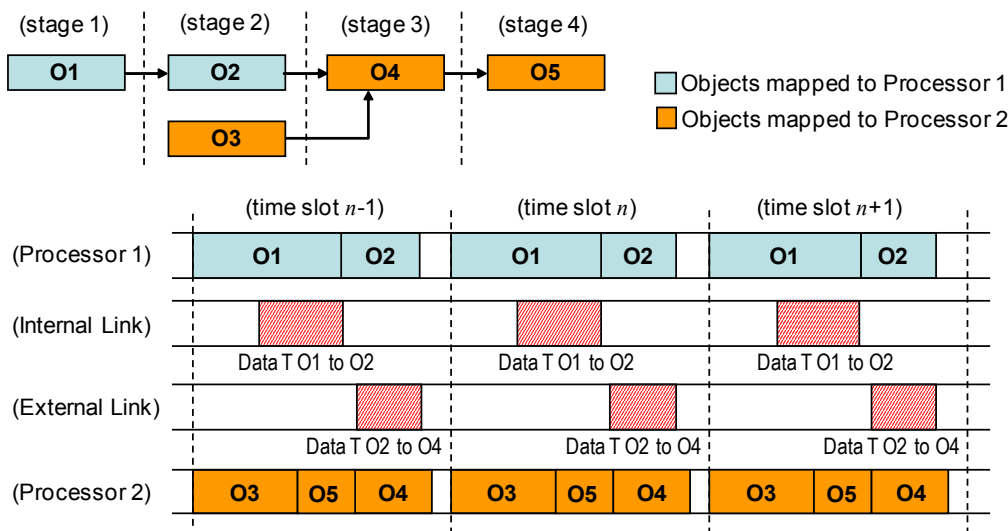 (stage 1) (stage 2) (stage 3) (stage 4)
O1 O2 O4 O5
O3
Objects mapped to Processor 1
Objects mapped to Processor 2
(time slot n-1) (time slot n) (time slot n+1)
(Processor 1) O1 O2 O1 O2 O1 O2
(Internal Link)
Data T O1 to O2 Data T O1 to O2 Data T O1 to O2
(External Link)
Data T O2 to O4 Data T O2 to O4 Data T O2 to O4
(Processor 2) O3 O5 O4 O3 O5 O4 O3 O5 O4